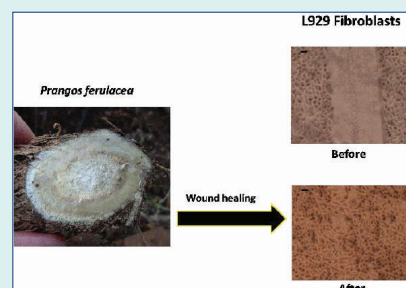 L929 Fibroblasts
Prangos ferulacea
Before
Wound healing
After